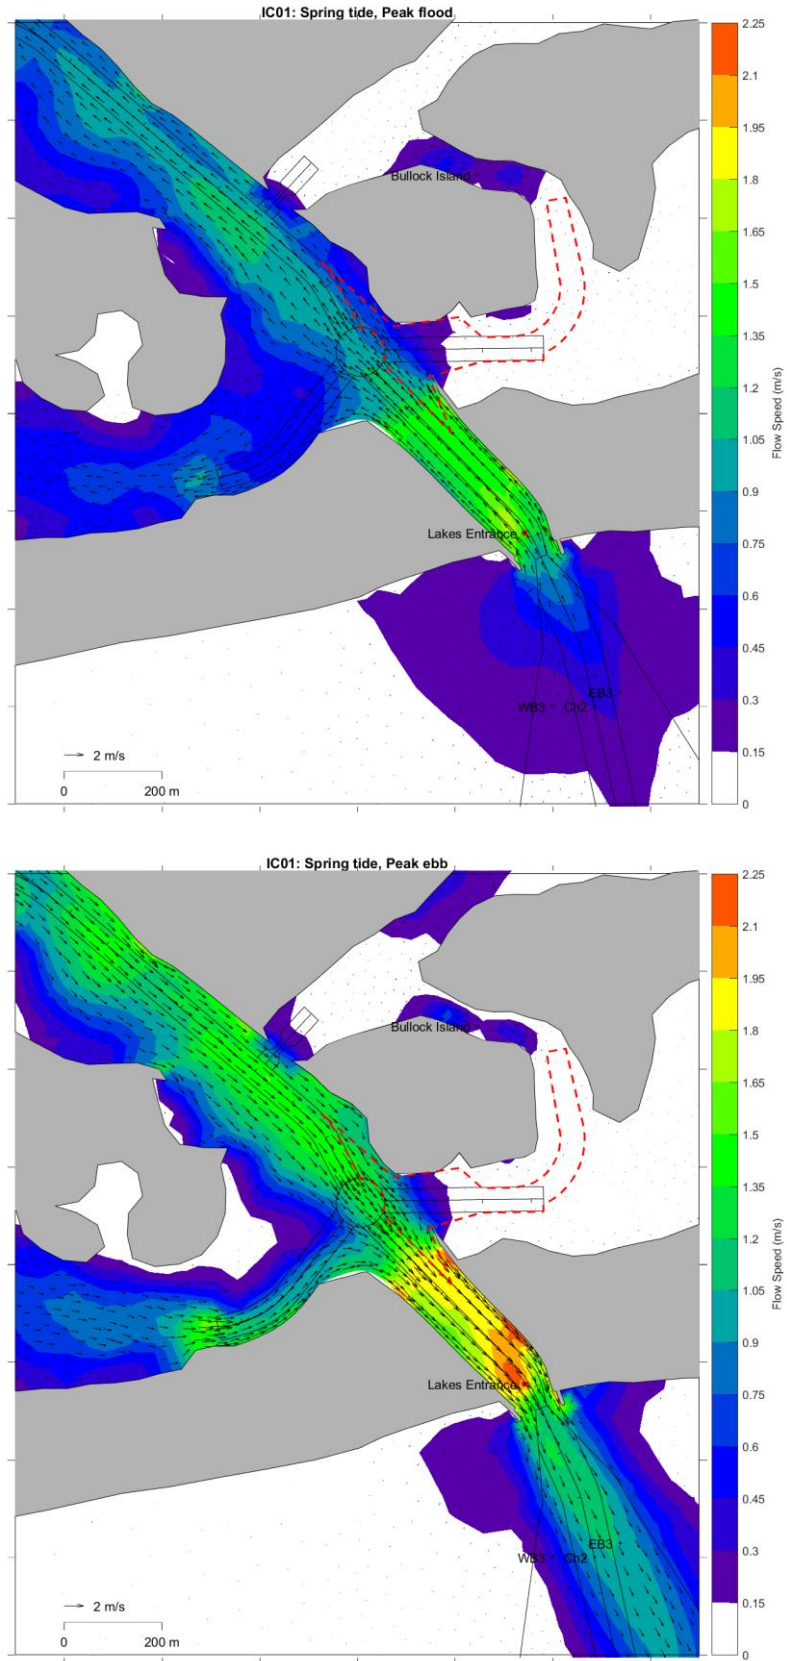 IC01: Spring tide, Peak flood
2.25
2.1
1.95
1.8
1.65
1.5
1.35
1.2
1.05
0.9
0.75
0.6
0.45
0.3
0.15
0
Flow Speed (m/s)
Bullock Island
Lakes Entrance
EB3
WB3 Ch2
2 m/s
0 200 m
IC01: Spring tide, Peak ebb
2.25
2.1
1.95
1.8
1.65
1.5
1.35
1.2
1.05
0.9
0.75
0.6
0.45
0.3
0.15
0
Flow Speed (m/s)
Bullock Island
Lakes Entrance
EB3
WB3 Ch2
2 m/s
0 200 m